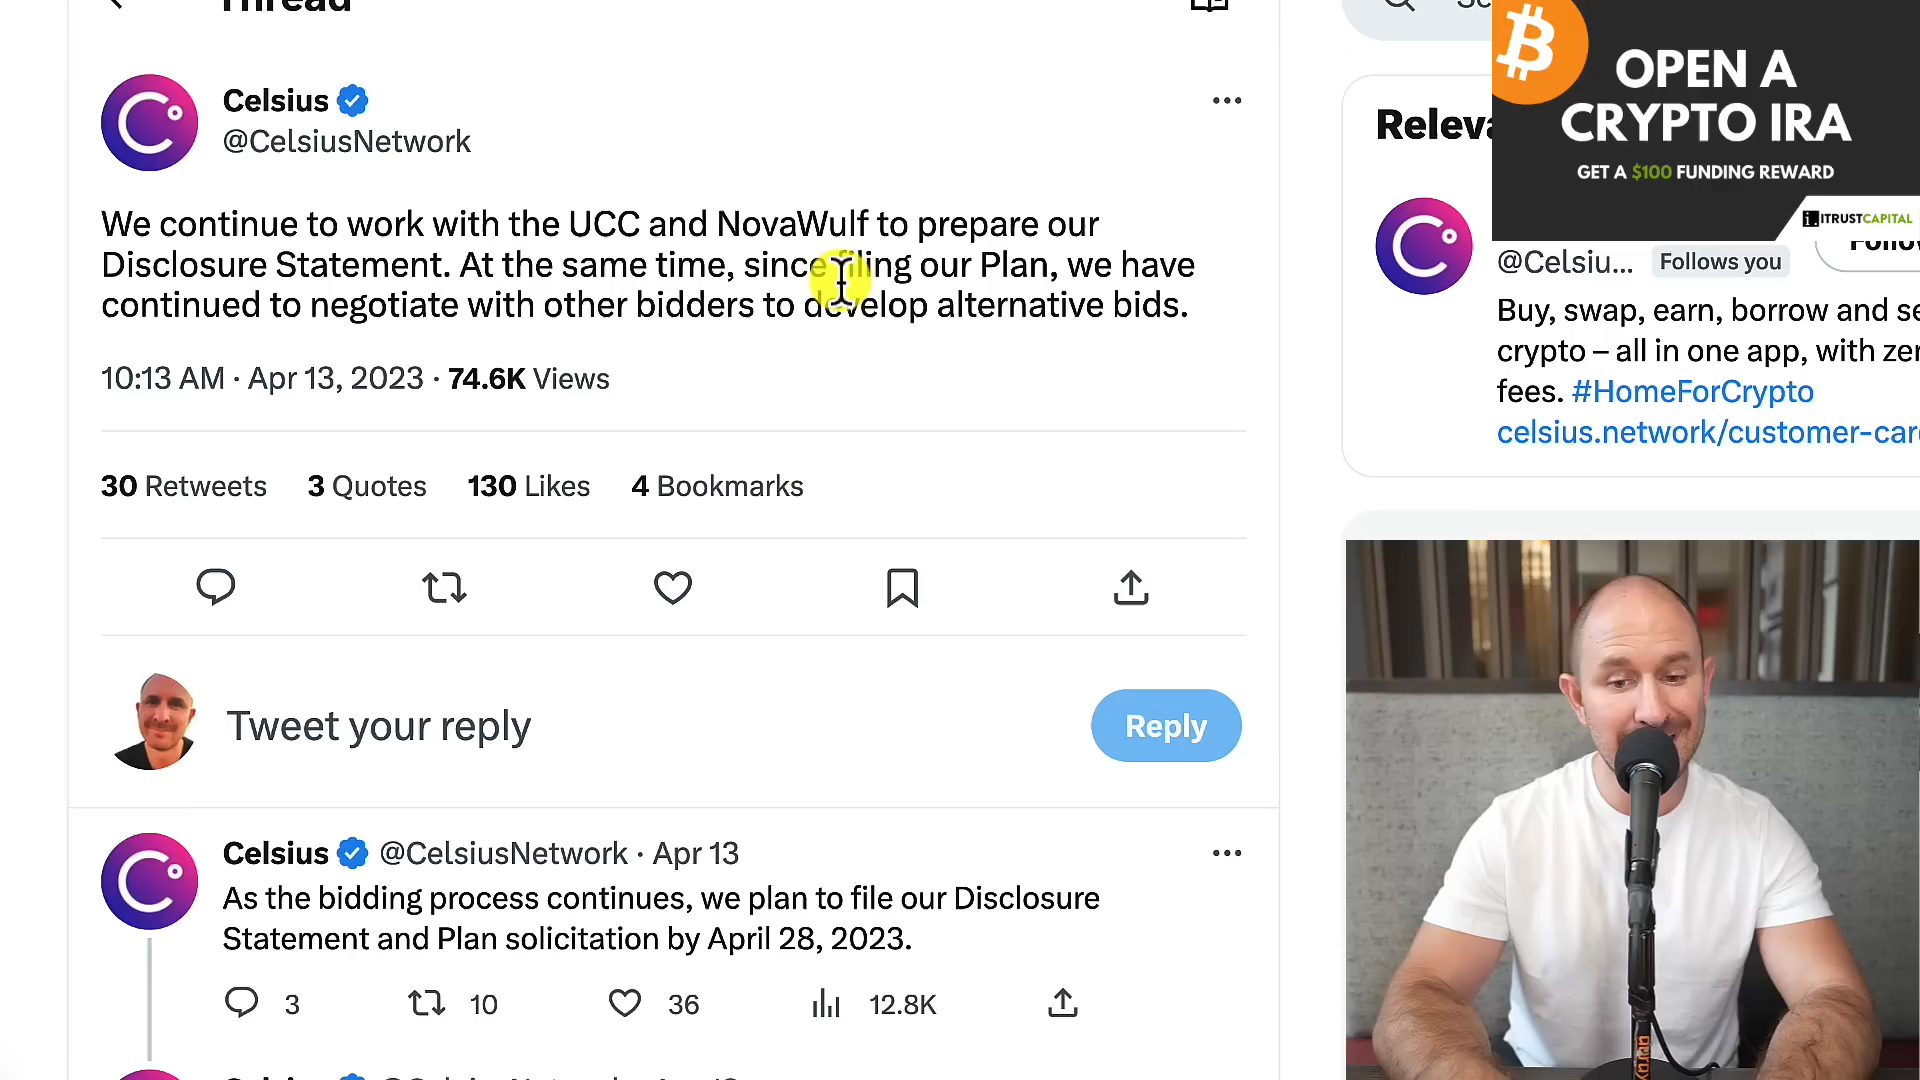 Thread
Celsius
@CelsiusNetwork
We continue to work with the UCC and NovaWulf to prepare our
Disclosure Statement. At the same time, since filing our Plan, we have
continued to negotiate with other bidders to develop alternative bids.
10:13 AM · Apr 13, 2023 · 74.6K Views
30 Retweets 3 Quotes 130 Likes 4 Bookmarks
Tweet your reply
Reply
Celsius @CelsiusNetwork · Apr 13
As the bidding process continues, we plan to file our Disclosure
Statement and Plan solicitation by April 28, 2023.
3 10 36 12.8K
OPEN A
CRYPTO IRA
GET A $100 FUNDING REWARD
ITRUSTCAPITAL
@Celsiu... Follows you
Buy, swap, earn, borrow and se
crypto – all in one app, with zer
fees. #HomeForCrypto
celsius.network/customer-car